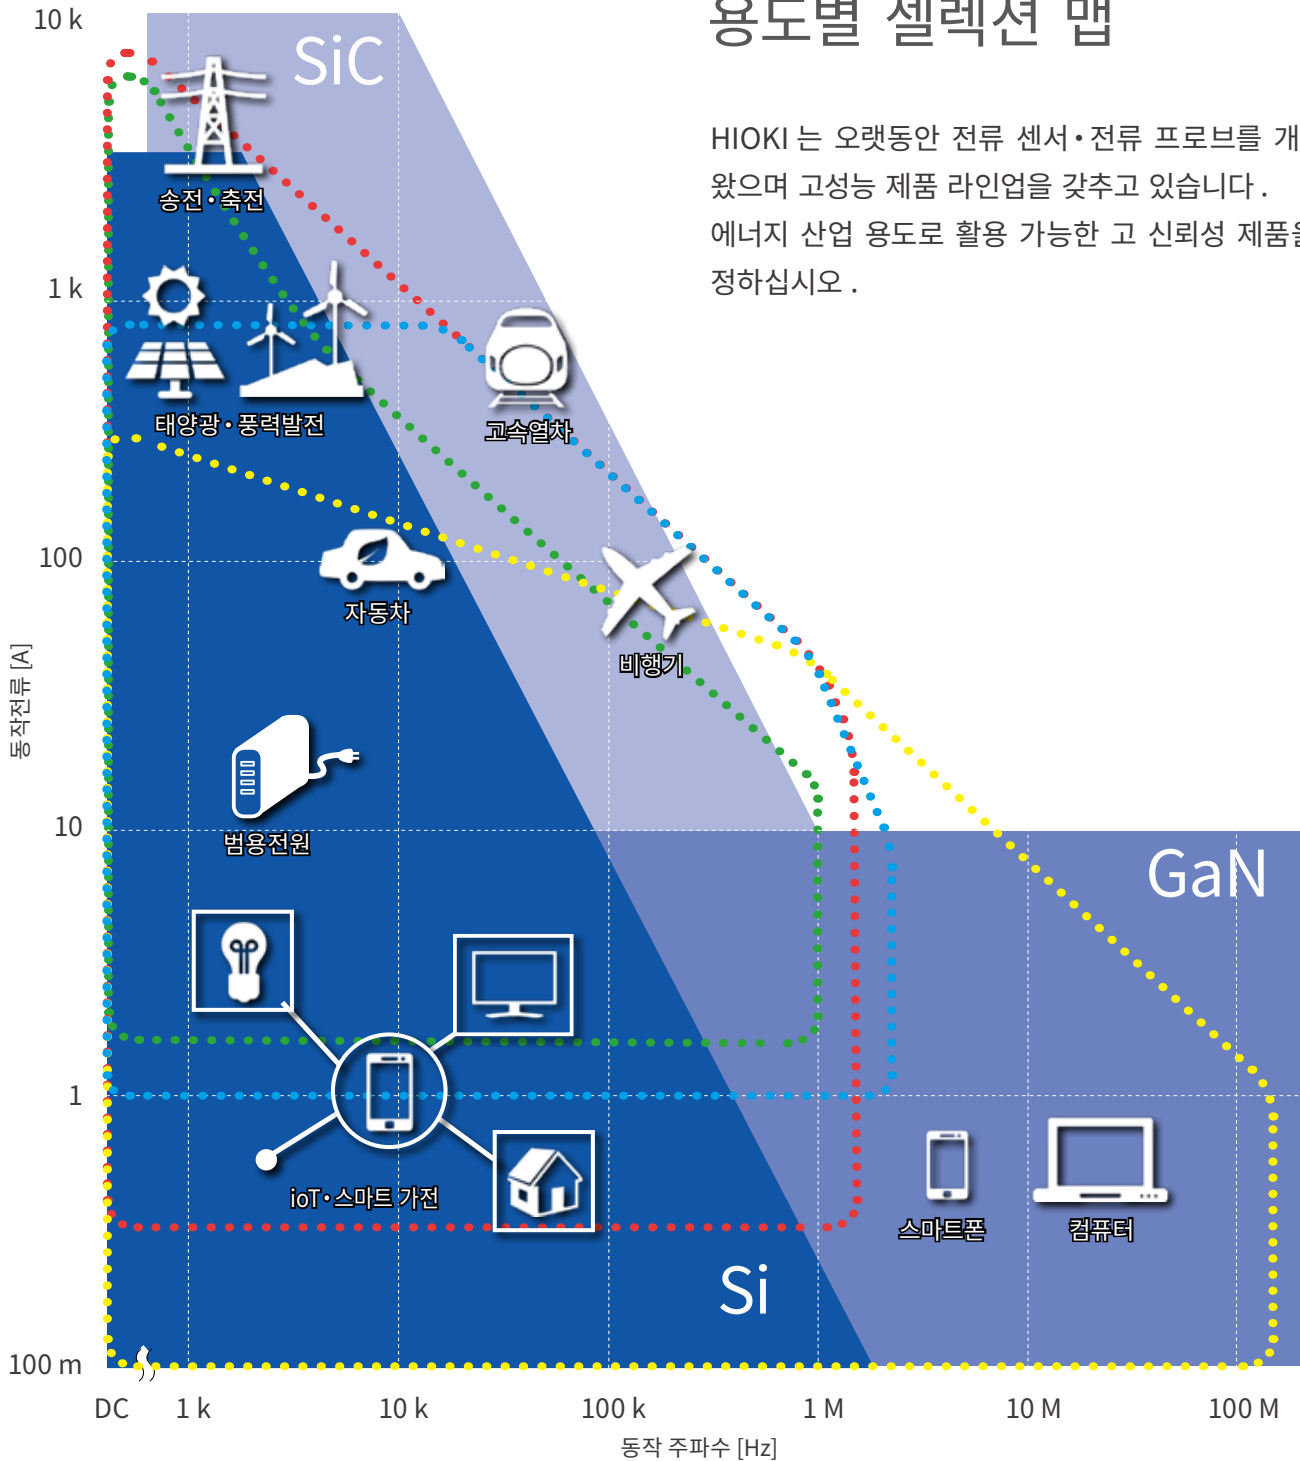 용도별 셀렉션 맵
HIOKI 는 오랫동안 전류 센서・전류 프로브를 개
왔으며 고성능 제품 라인업을 갖추고 있습니다 .
에너지 산업 용도로 활용 가능한 고 신뢰성 제품을
정하십시오 .
10 k
1 k
100
10
1
100 m
동작전류 [A]
SiC
송전・축전
태양광・풍력발전
고속열차
자동차
비행기
범용전원
GaN
ioT・스마트 가전
스마트폰
컴퓨터
Si
DC
1 k
10 k
100 k
1 M
10 M
100 M
동작 주파수 [Hz]